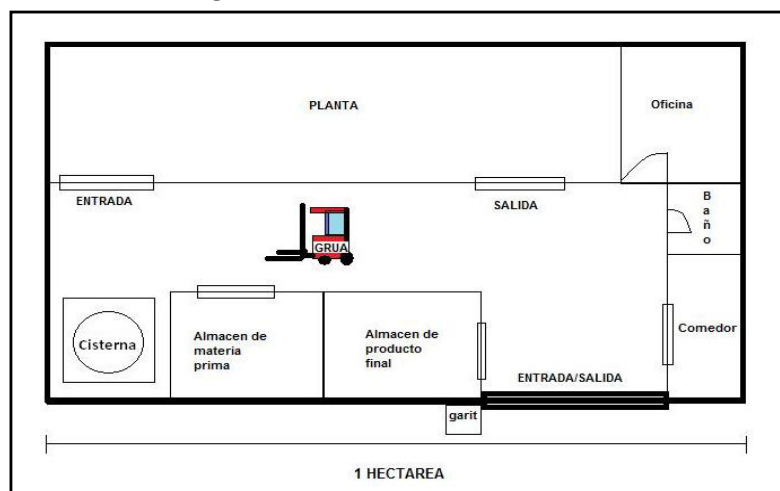 PLANTA
Oficina
ENTRADA
SALIDA
Baño
GRUA
Cisterna
Almacen de
materia
prima
Almacen de
producto
final
Comedor
ENTRADA/SALIDA
garit
1 HECTAREA